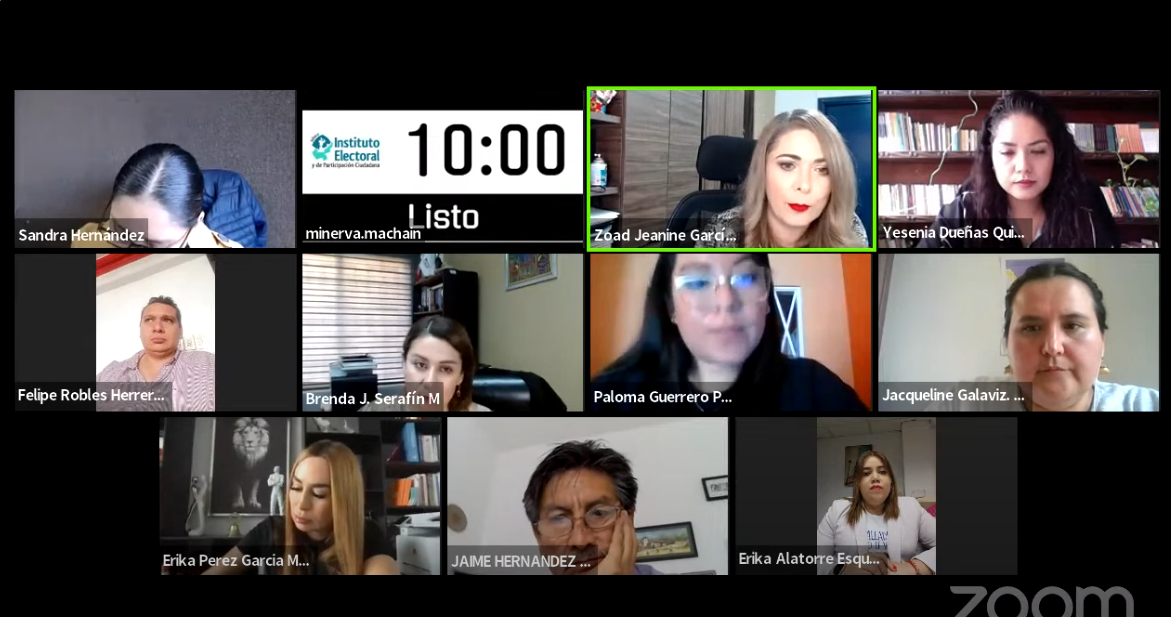 Instituto
Electoral
y de Participación Ciudadana
10:00
Listo
Sandra Hernández
minerva.machain
Zoad Jeanine Garcí...
Yesenia Dueñas Qui...
Felipe Robles Herrer...
Brenda J. Serafín M
Paloma Guerrero P...
Jacqueline Galaviz. ...
Erika Perez Garcia M...
JAIME HERNANDEZ ...
Erika Alatorre Esqu...
zoom